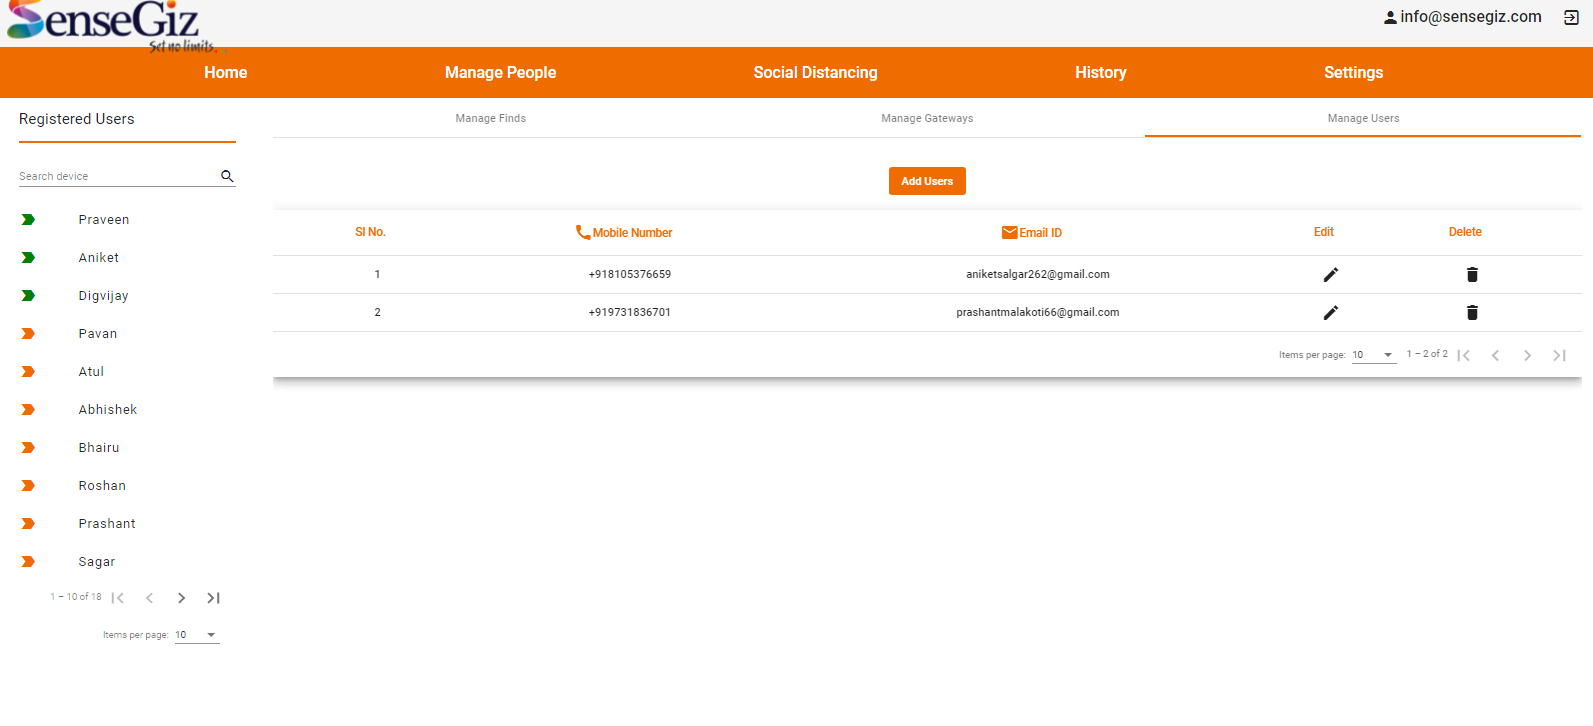 SenseGiz
Set no limits...
info@sensegiz.com
Home Manage People Social Distancing History Settings
Registered Users
Search device
Praveen
Aniket
Digvijay
Pavan
Atul
Abhishek
Bhairu
Roshan
Prashant
Sagar
1 – 10 of 18
Items per page: 10
Manage Finds Manage Gateways Manage Users
Add Users
Sl No. Mobile Number Email ID Edit Delete
1 +918105376659 aniketsalgar262@gmail.com
2 +919731836701 prashantmalakoti66@gmail.com
Items per page: 10 1 – 2 of 2